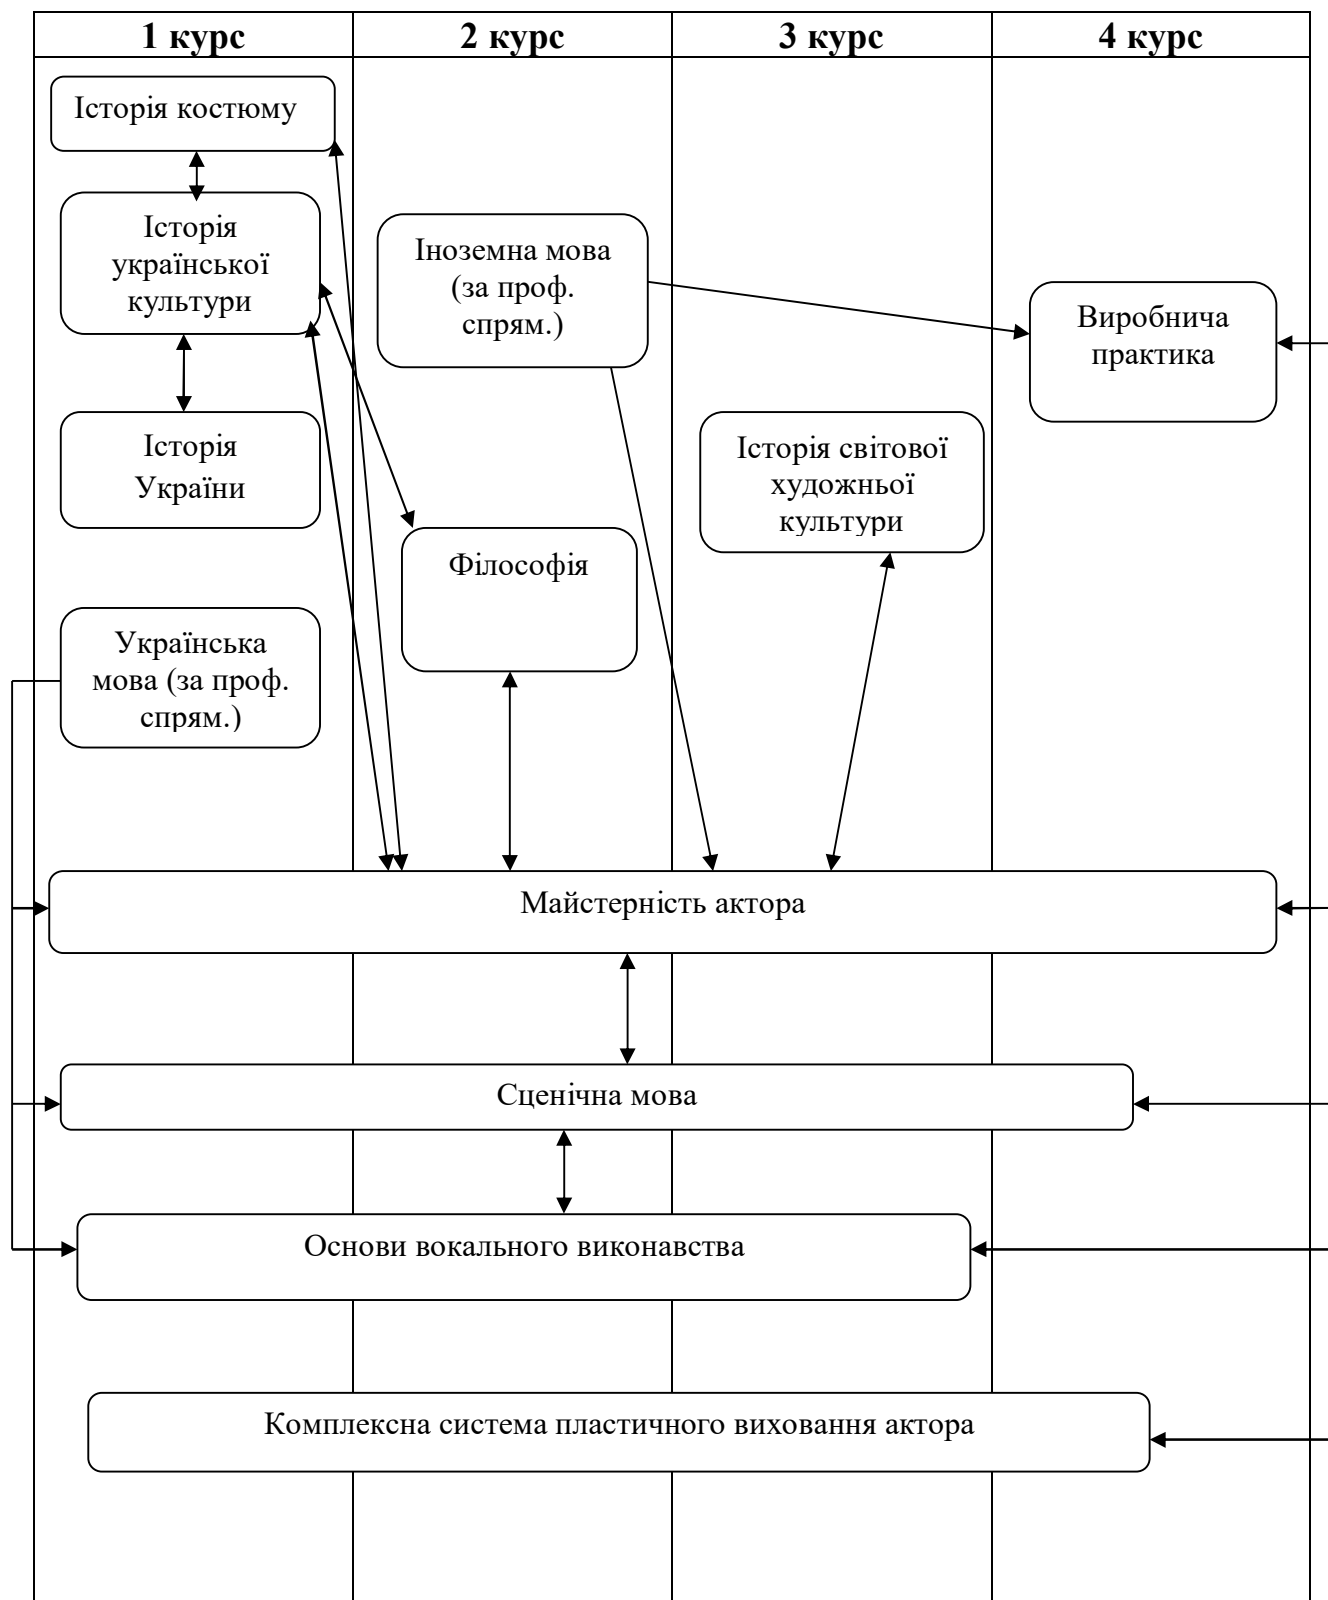 1 курс
2 курс
3 курс
4 курс
Історія костюму
Історія
української
культури
Історія
України
Українська
мова (за проф.
спрям.)
Іноземна мова
(за проф.
спрям.)
Філософія
Історія світової
художньої
культури
Виробнича
практика
Майстерність актора
Сценічна мова
Основи вокального виконавства
Комплексна система пластичного виховання актора